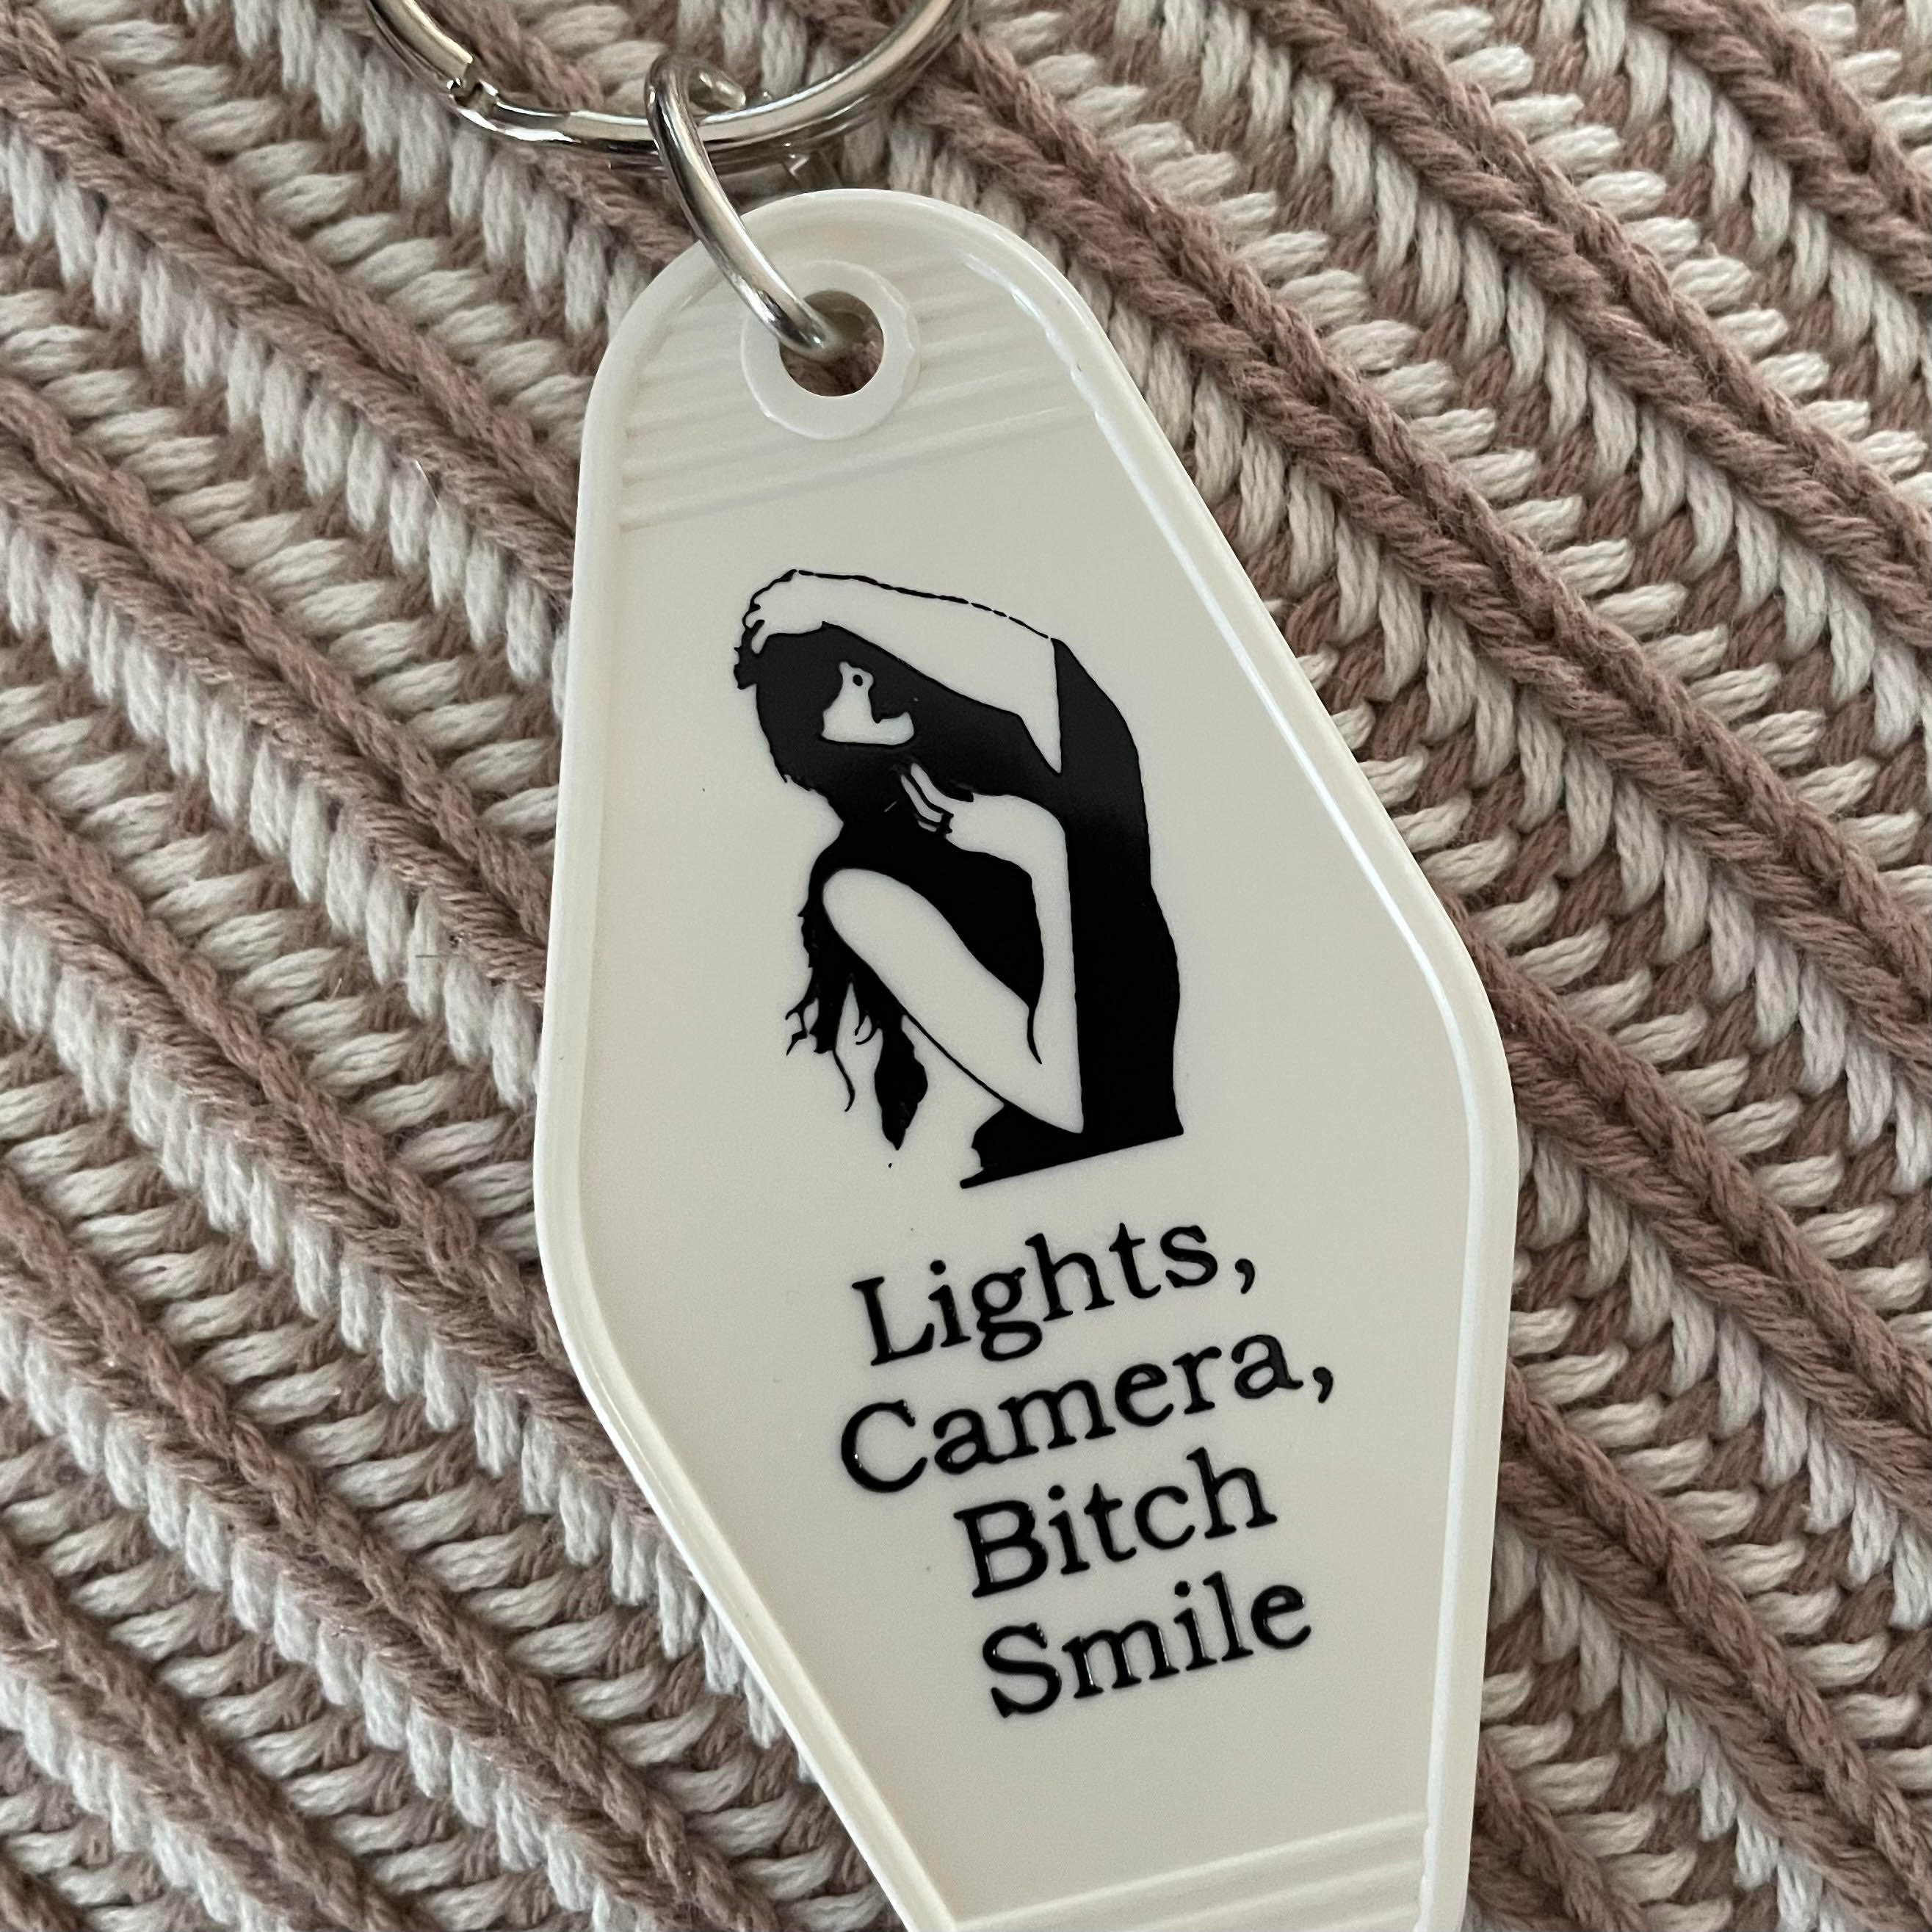 Lights,
Camera,
Bitch
Smile